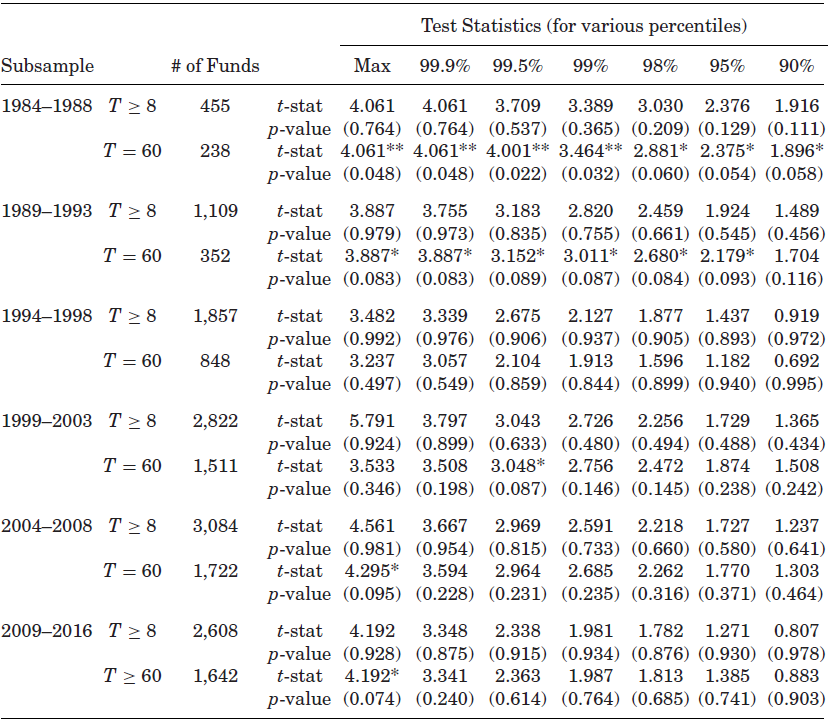 Test Statistics (for various percentiles)
Subsample # of Funds Max 99.9% 99.5% 99% 98% 95% 90%
1984–1988 T ≥ 8 455 t-stat 4.061 4.061 3.709 3.389 3.030 2.376 1.916
p-value (0.764) (0.764) (0.537) (0.365) (0.209) (0.129) (0.111)
T = 60 238 t-stat 4.061** 4.061** 4.001** 3.464** 2.881* 2.375* 1.896*
p-value (0.048) (0.048) (0.022) (0.032) (0.060) (0.054) (0.058)
1989–1993 T ≥ 8 1,109 t-stat 3.887 3.755 3.183 2.820 2.459 1.924 1.489
p-value (0.979) (0.973) (0.835) (0.755) (0.661) (0.545) (0.456)
T = 60 352 t-stat 3.887* 3.887* 3.152* 3.011* 2.680* 2.179* 1.704
p-value (0.083) (0.083) (0.089) (0.087) (0.084) (0.093) (0.116)
1994–1998 T ≥ 8 1,857 t-stat 3.482 3.339 2.675 2.127 1.877 1.437 0.919
p-value (0.992) (0.976) (0.906) (0.937) (0.905) (0.893) (0.972)
T = 60 848 t-stat 3.237 3.057 2.104 1.913 1.596 1.182 0.692
p-value (0.497) (0.549) (0.859) (0.844) (0.899) (0.940) (0.995)
1999–2003 T ≥ 8 2,822 t-stat 5.791 3.797 3.043 2.726 2.256 1.729 1.365
p-value (0.924) (0.899) (0.633) (0.480) (0.494) (0.488) (0.434)
T = 60 1,511 t-stat 3.533 3.508 3.048* 2.756 2.472 1.874 1.508
p-value (0.346) (0.198) (0.087) (0.146) (0.145) (0.238) (0.242)
2004–2008 T ≥ 8 3,084 t-stat 4.561 3.667 2.969 2.591 2.218 1.727 1.237
p-value (0.981) (0.954) (0.815) (0.733) (0.660) (0.580) (0.641)
T = 60 1,722 t-stat 4.295* 3.594 2.964 2.685 2.262 1.770 1.303
p-value (0.095) (0.228) (0.231) (0.235) (0.316) (0.371) (0.464)
2009–2016 T ≥ 8 2,608 t-stat 4.192 3.348 2.338 1.981 1.782 1.271 0.807
p-value (0.928) (0.875) (0.915) (0.934) (0.876) (0.930) (0.978)
T ≥ 60 1,642 t-stat 4.192* 3.341 2.363 1.987 1.813 1.385 0.883
p-value (0.074) (0.240) (0.614) (0.764) (0.685) (0.741) (0.903)